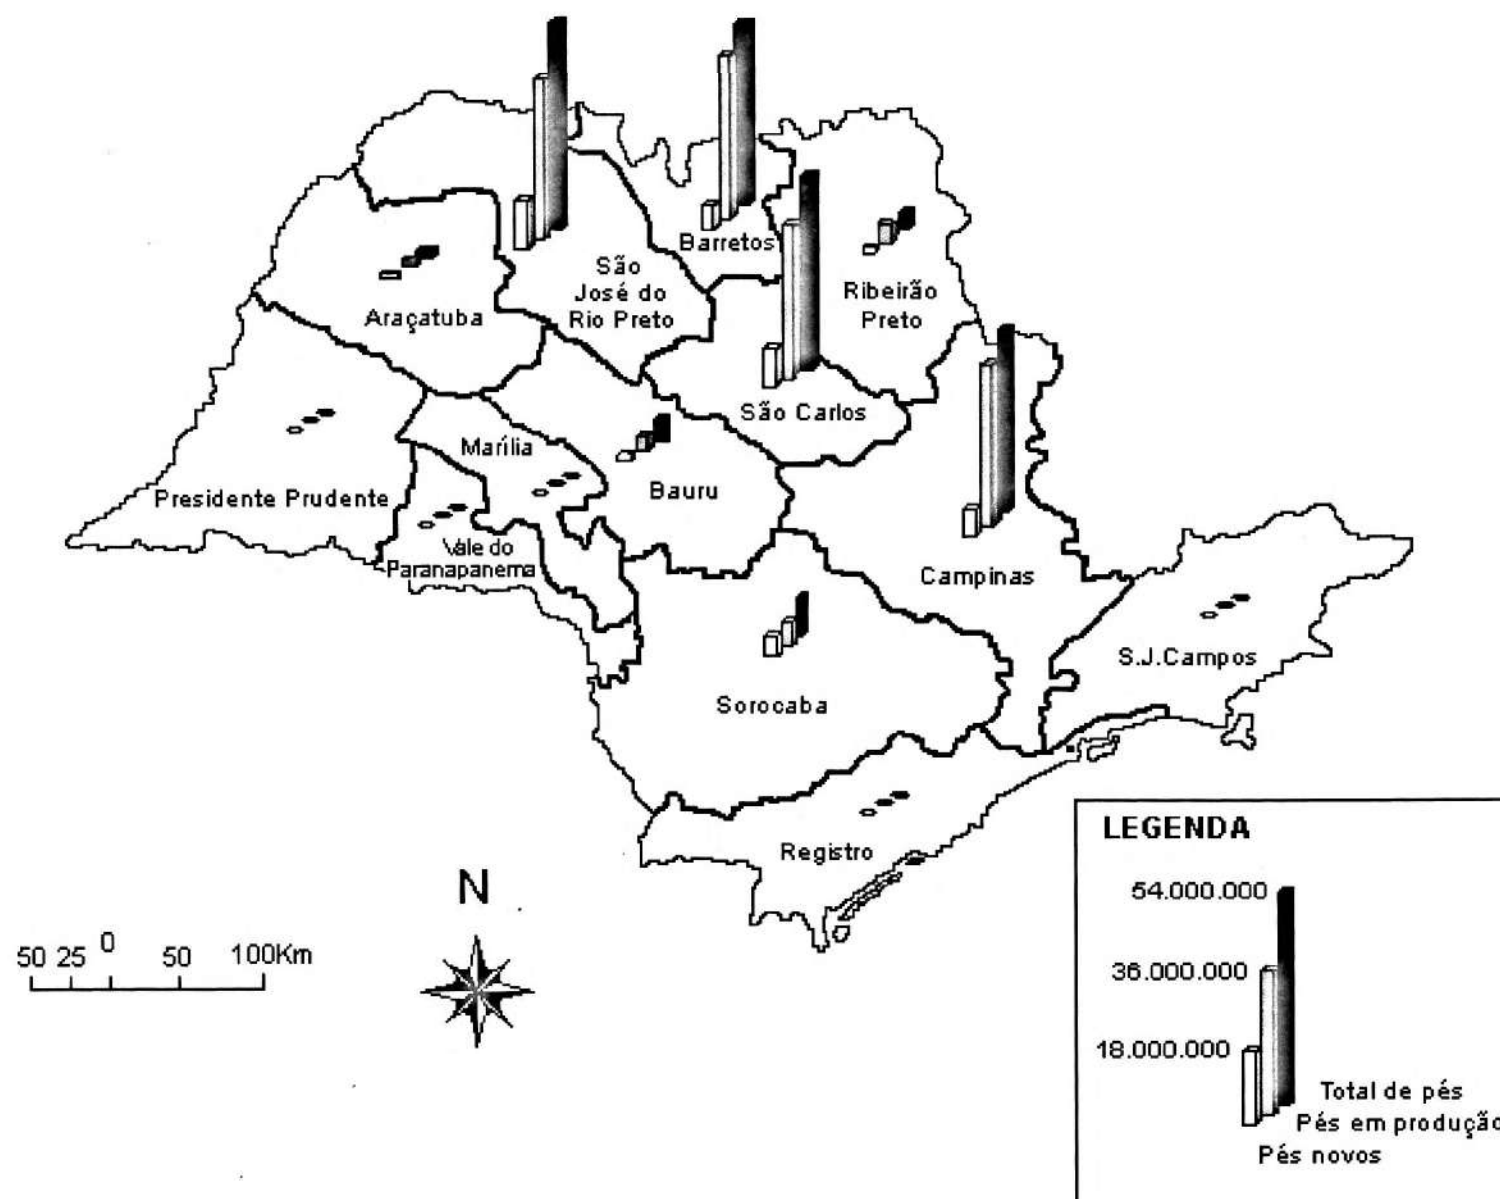 Barretos
São
José do
Rio Preto
Ribeirão
Preto
Araçatuba
São Carlos
Marília
Presidente Prudente
Bauru
Vale do
Paranapanema
Campinas
S.J.Campos
Sorocaba
Registro
N
50 25 0 50 100Km
LEGENDA
54.000.000
36.000.000
18.000.000
Total de pés
Pés em produção
Pés novos